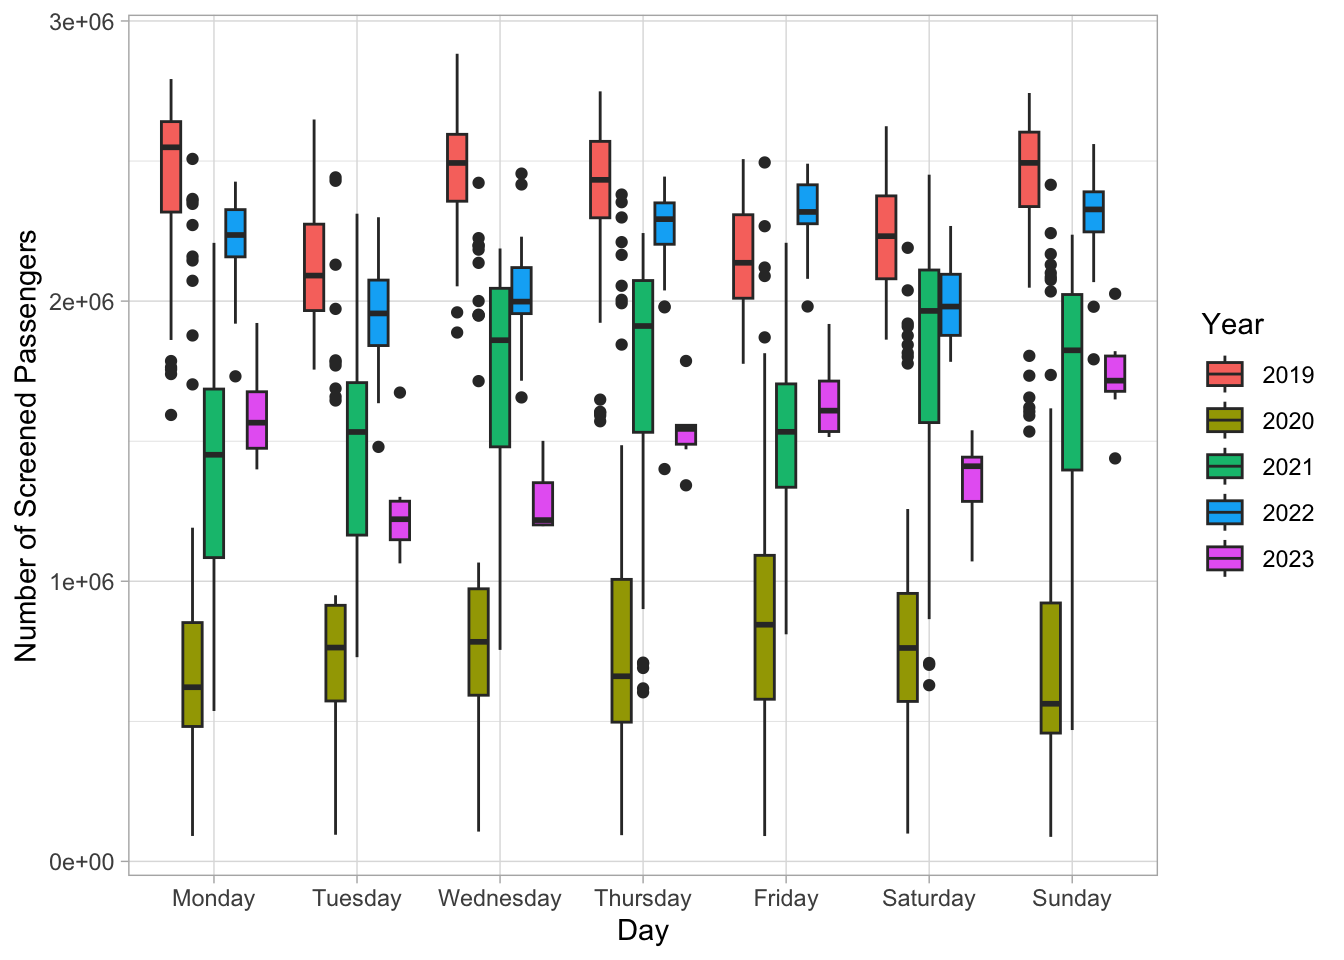 3e+06
2e+06
1e+06
0e+00
Number of Screened Passengers
Monday
Tuesday
Wednesday
Thursday
Friday
Saturday
Sunday
Day
Year
2019
2020
2021
2022
2023